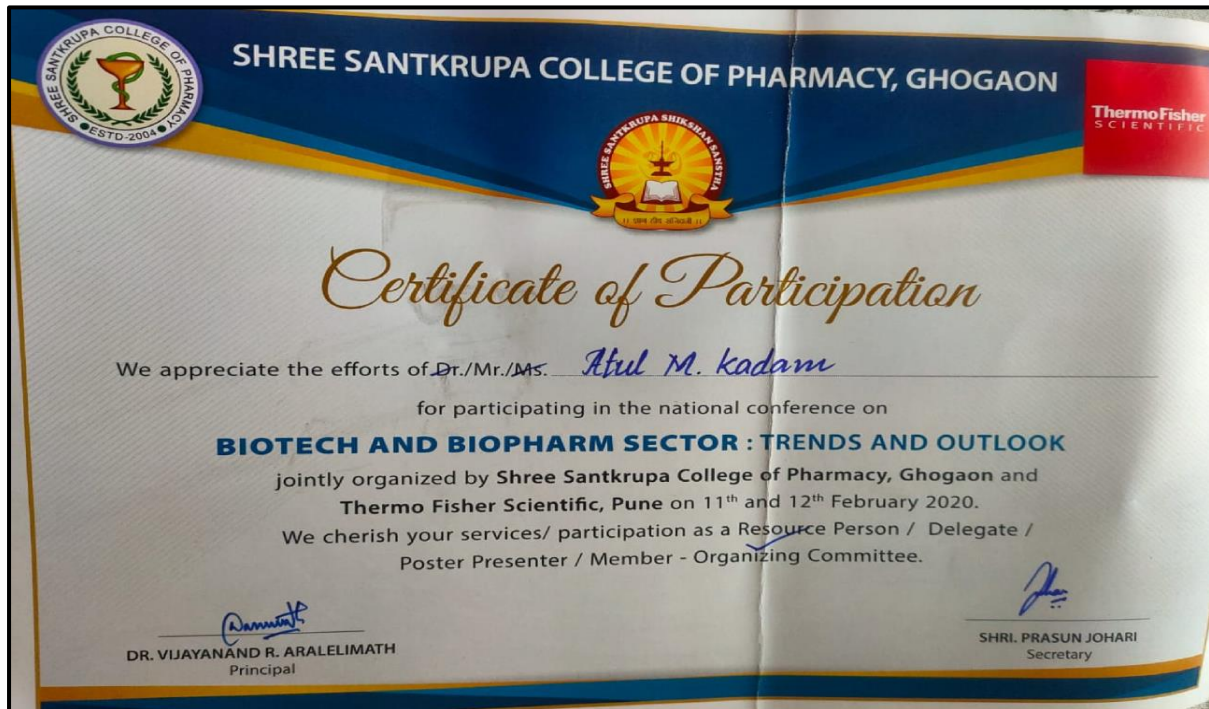 SHREE SANTKRUPA COLLEGE OF PHARMACY
ESTD-2004
SHREE SANTKRUPA COLLEGE OF PHARMACY, GHOGAON
ThermoFisher
SCIENTIFIC
SHREE SANTKRUPA SHIKSHAN SANSTHA
Certificate of Participation
We appreciate the efforts of Dr./Mr./Ms. Atul M. Kadam
for participating in the national conference on
BIOTECH AND BIOPHARM SECTOR : TRENDS AND OUTLOOK
jointly organized by Shree Santkrupa College of Pharmacy, Ghogaon and
Thermo Fisher Scientific, Pune on 11th and 12th February 2020.
We cherish your services/ participation as a Resource Person / Delegate /
Poster Presenter / Member - Organizing Committee.
DR. VIJAYANAND R. ARALELIMATH
Principal
SHRI. PRASUN JOHARI
Secretary